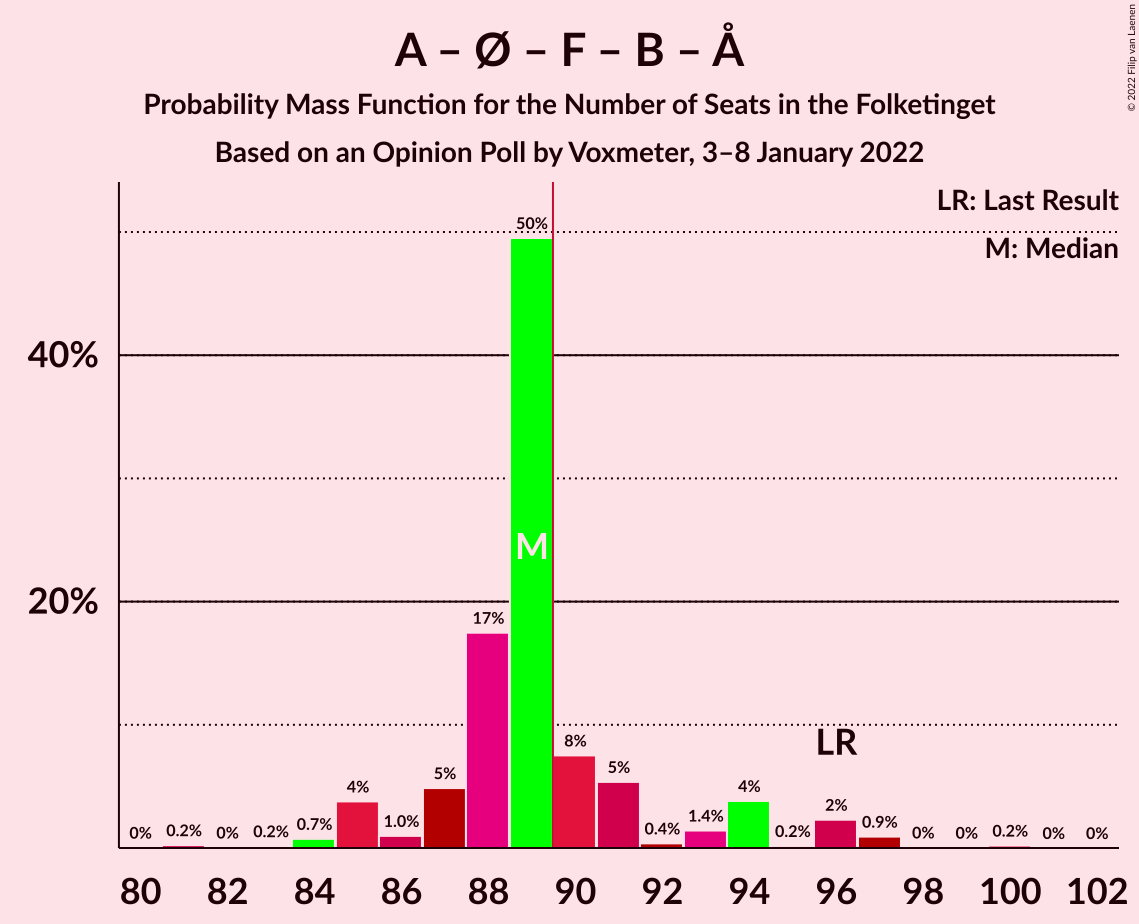 A – Ø – F – B – Å
Probability Mass Function for the Number of Seats in the Folketinget
Based on an Opinion Poll by Voxmeter, 3–8 January 2022
© 2022 Filip van Laenen
LR: Last Result
M: Median
50%
40%
M
20%
17%
LR
8%
5%
5%
4%
4%
2%
1.4%
1.0%
0.9%
0.7%
0.4%
0% 0.2% 0% 0.2% 0.2% 0% 0% 0.2% 0% 0%
80 82 84 86 88 90 92 94 96 98 100 102